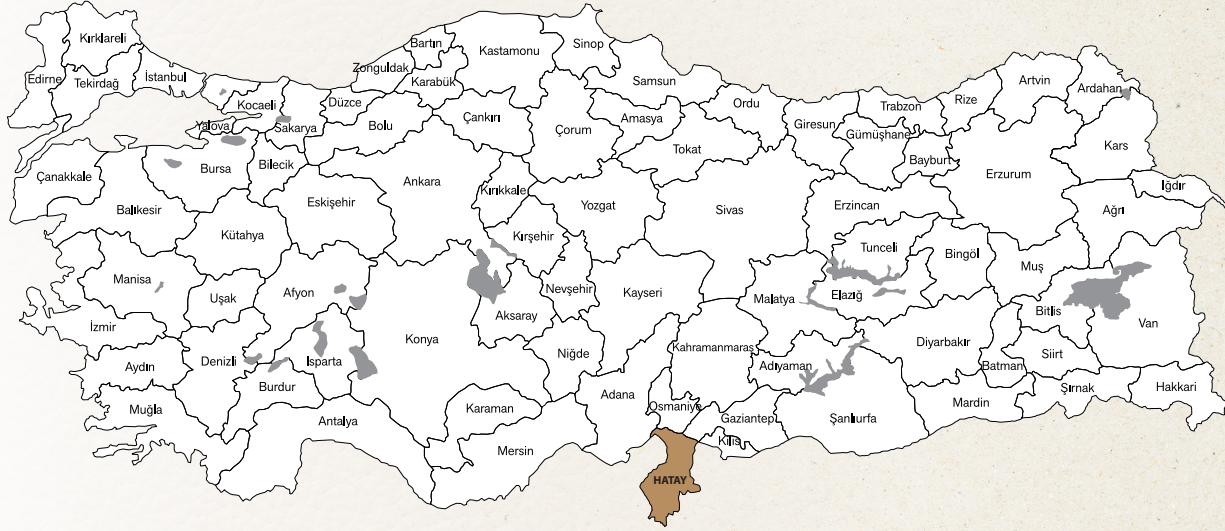 Kırklareli
Edirne
Tekirdağ
İstanbul
Kocaeli
Yalova
Sakarya
Düzce
Zonguldak
Bartın
Karabük
Kastamonu
Sinop
Samsun
Ordu
Giresun
Trabzon
Rize
Artvin
Ardahan
Çanakkale
Bursa
Bilecik
Bolu
Çankırı
Çorum
Amasya
Tokat
Gümüşhane
Bayburt
Erzurum
Kars
Iğdır
Balıkesir
Kütahya
Eskişehir
Ankara
Kırıkkale
Yozgat
Sivas
Erzincan
Ağrı
Manisa
Uşak
Afyon
Kırşehir
Nevşehir
Kayseri
Malatya
Tunceli
Elazığ
Bingöl
Muş
Bitlis
Van
İzmir
Aydın
Denizli
Isparta
Konya
Aksaray
Niğde
Kahramanmaraş
Adıyaman
Diyarbakır
Batman
Siirt
Şırnak
Hakkari
Muğla
Burdur
Antalya
Karaman
Mersin
Adana
Osmaniye
Gaziantep
Kilis
Şanlıurfa
Mardin
HATAY